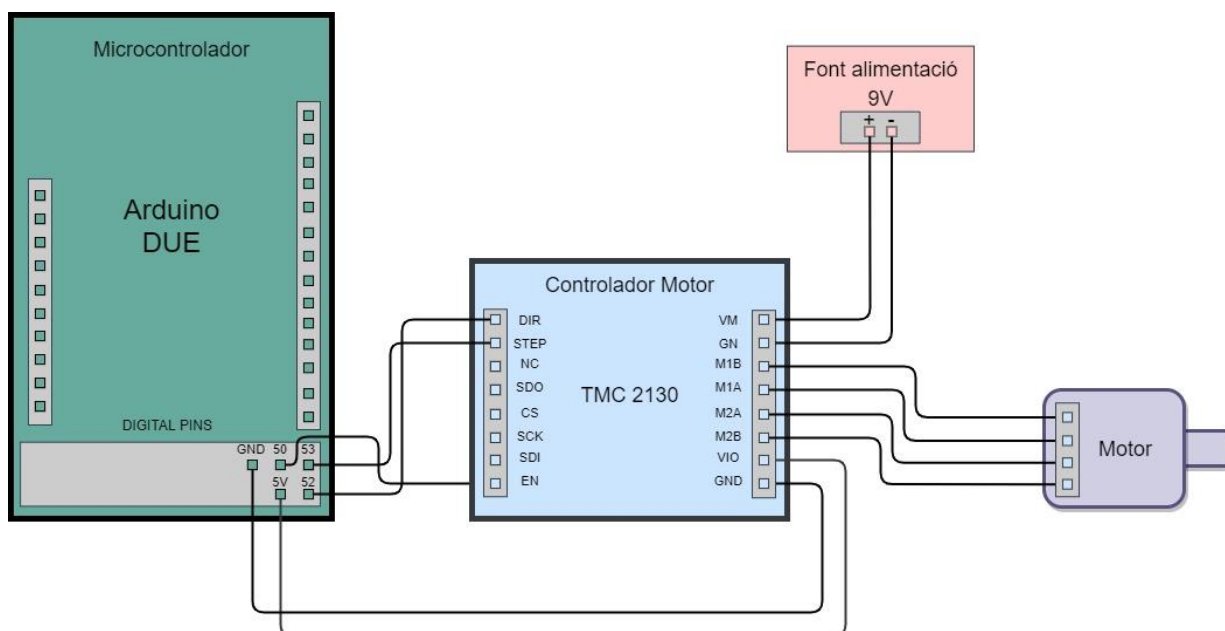 Microcontrolador
Arduino
DUE
DIGITAL PINS
GND 50 53
5V 52
Font alimentació
9V
+ -
Controlador Motor
TMC 2130
DIR
STEP
NC
SDO
CS
SCK
SDI
EN
VM
GN
M1B
M1A
M2A
M2B
VIO
GND
Motor